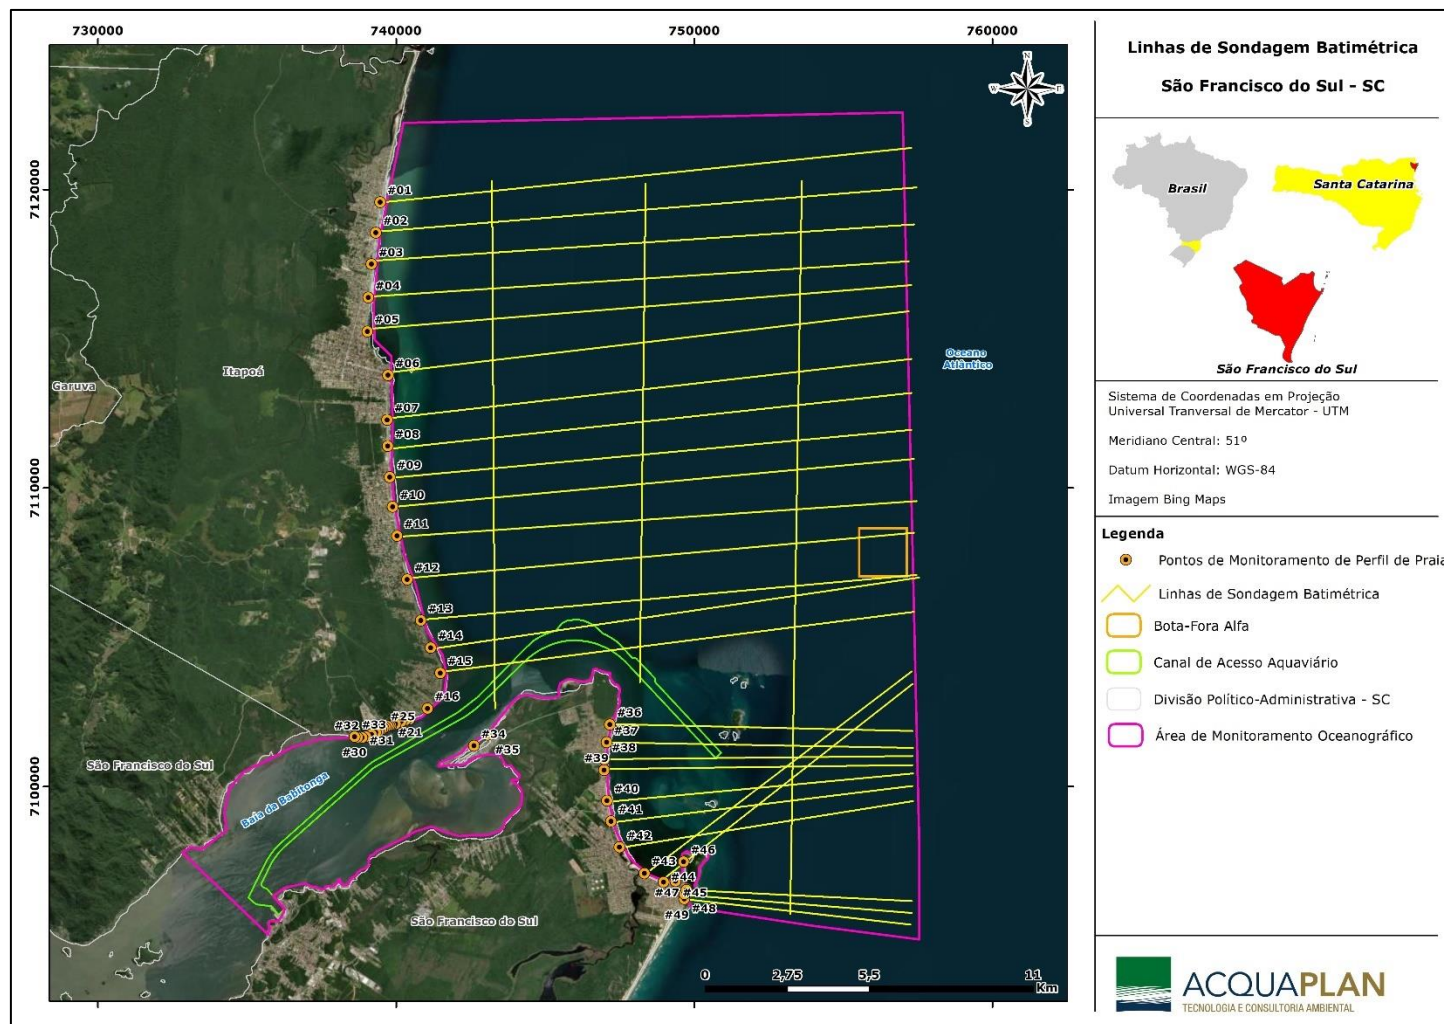 730000
740000
750000
760000
7120000
7110000
7100000
N
W
E
S
#01
#02
#03
#04
#05
#06
#07
#08
#09
#10
#11
#12
#13
#14
#15
#16
#25
#21
#33
#32
#31
#30
#34
#35
#36
#37
#38
#39
#40
#41
#42
#43
#46
#44
#47
#45
#48
#49
Garuva
Itapoá
Oceano
Atlântico
São Francisco do Sul
Baia da Babitonga
São Francisco do Sul
0
2,75
5,5
11
Km
Linhas de Sondagem Batimétrica
São Francisco do Sul - SC
Brasil
Santa Catarina
São Francisco do Sul
Sistema de Coordenadas em Projeção
Universal Tranversal de Mercator - UTM
Meridiano Central: 51º
Datum Horizontal: WGS-84
Imagem Bing Maps
Legenda
Pontos de Monitoramento de Perfil de Praia
Linhas de Sondagem Batimétrica
Bota-Fora Alfa
Canal de Acesso Aquaviário
Divisão Político-Administrativa - SC
Área de Monitoramento Oceanográfico
ACQUAPLAN
TECNOLOGIA E CONSULTORIA AMBIENTAL